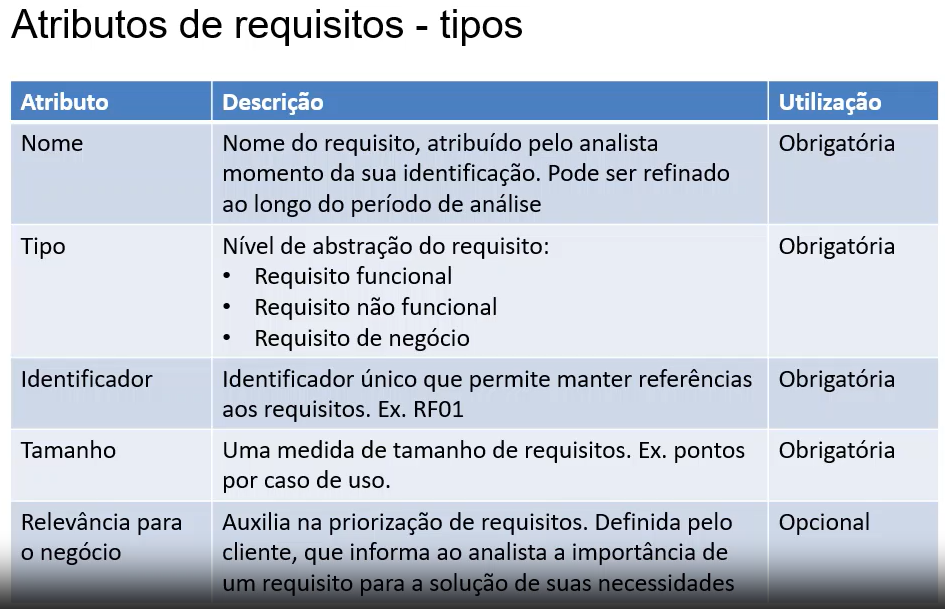 Atributos de requisitos - tipos
Atributo Descrição Utilização
Nome Nome do requisito, atribuído pelo analista Obrigatória
momento da sua identificação. Pode ser refinado
ao longo do período de análise
Tipo Nível de abstração do requisito: Obrigatória
• Requisito funcional
• Requisito não funcional
• Requisito de negócio
Identificador Identificador único que permite manter referências Obrigatória
aos requisitos. Ex. RF01
Tamanho Uma medida de tamanho de requisitos. Ex. pontos Obrigatória
por caso de uso.
Relevância para Auxilia na priorização de requisitos. Definida pelo Opcional
o negócio cliente, que informa ao analista a importância de
um requisito para a solução de suas necessidades